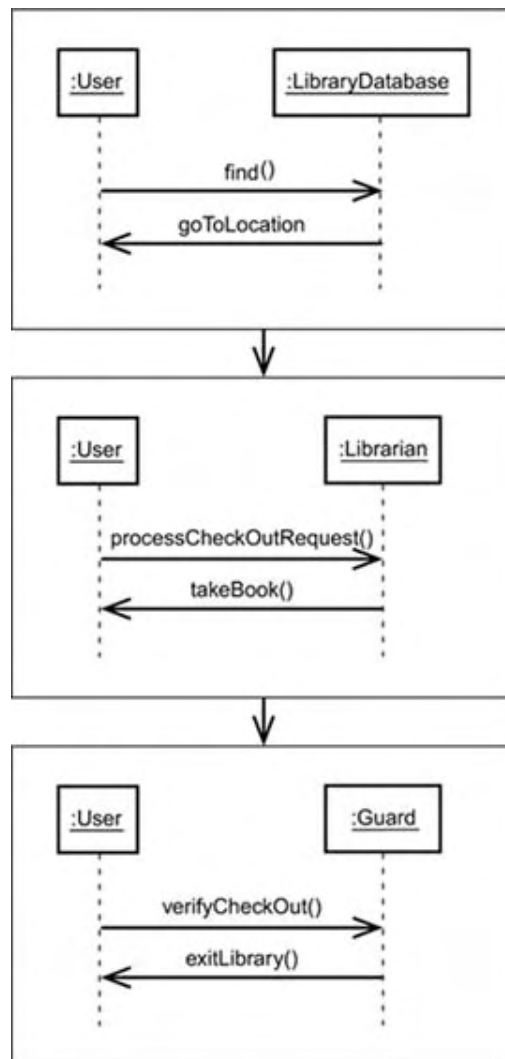 :User
:LibraryDatabase
find()
goToLocation
:User
:Librarian
processCheckOutRequest()
takeBook()
:User
:Guard
verifyCheckOut()
exitLibrary()